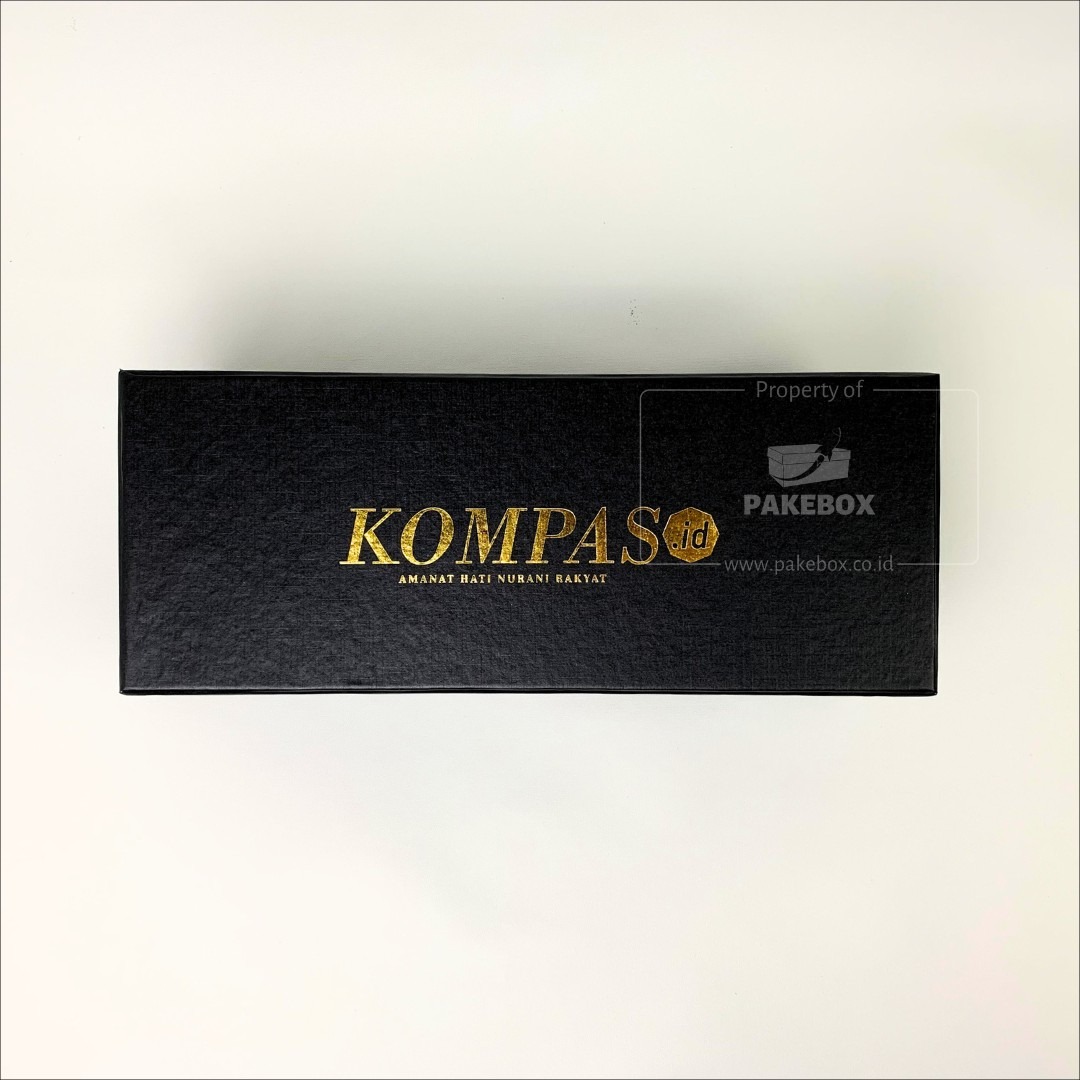 Property of
PAKEBOX
www.pakebox.co.id
KOMPAS.id
AMANAT HATI NURANI RAKYAT